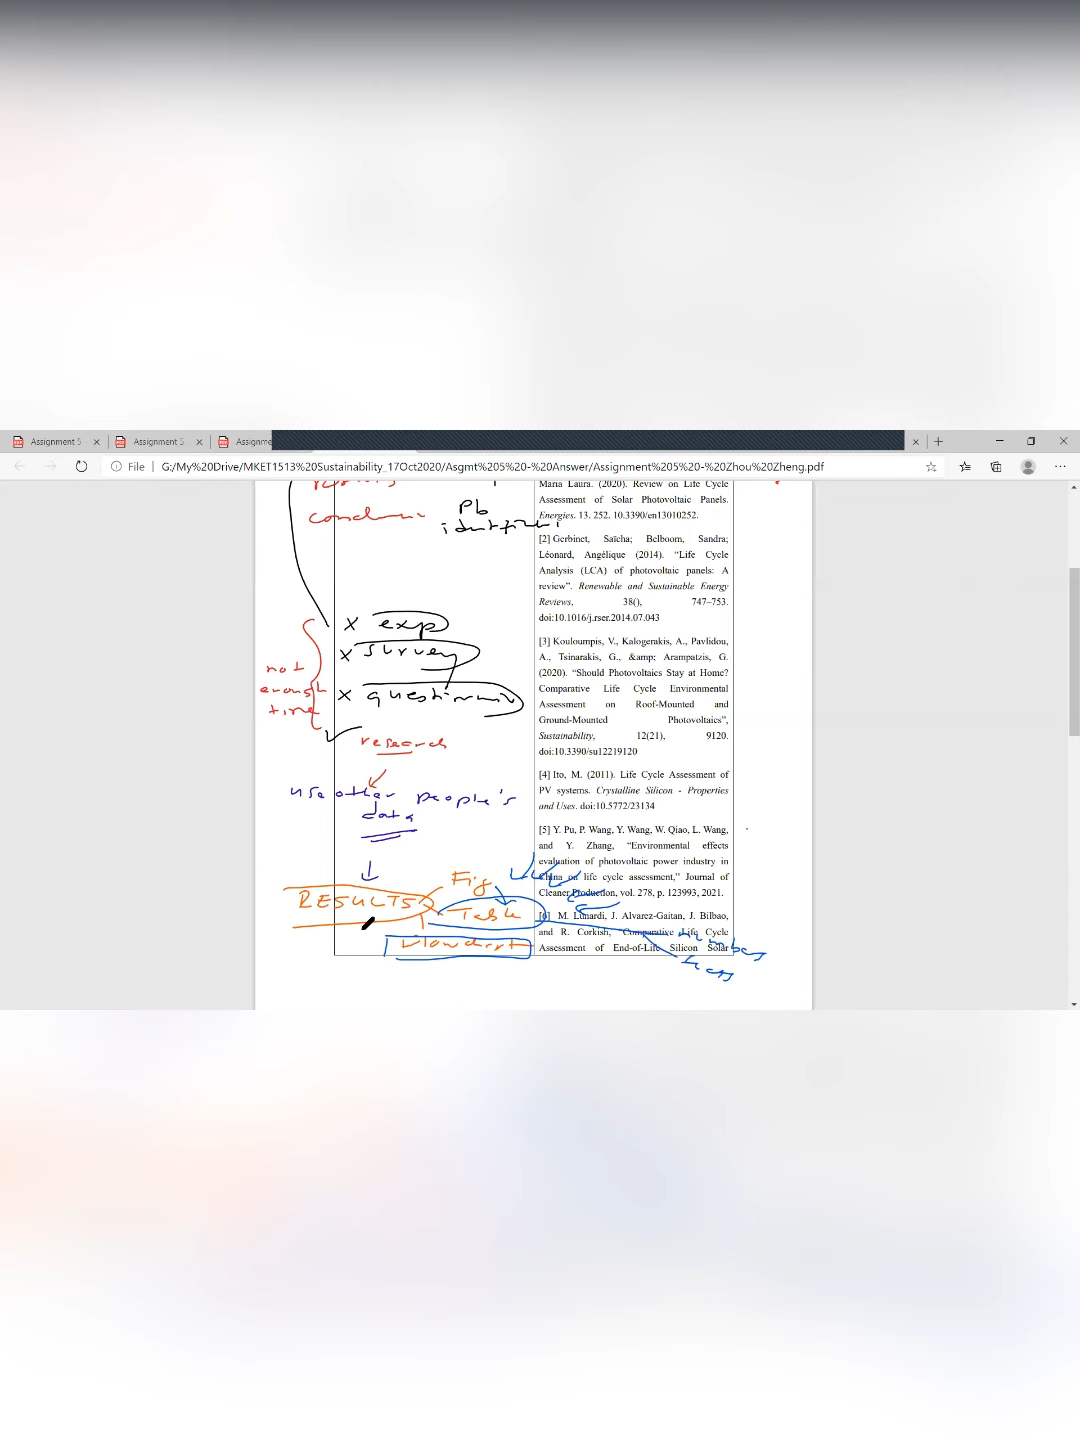 Assignment 5
Assignment 5
Assignme
File | G:/My%20Drive/MKET1513%20Sustainability_17Oct2020/Asgmt%205%20-%20Answer/Assignment%205%20-%20Zhou%20Zheng.pdf
Maria Laura. (2020). Review on Life Cycle
Assessment of Solar Photovoltaic Panels.
Energies. 13. 252. 10.3390/en13010252.
[2] Gerbinet, Saïcha; Belboom, Sandra;
Léonard, Angélique (2014). “Life Cycle
Analysis (LCA) of photovoltaic panels: A
review”. Renewable and Sustainable Energy
Reviews, 38(), 747–753.
doi:10.1016/j.rser.2014.07.043
[3] Kouloumpis, V., Kalogerakis, A., Pavlidou,
A., Tsinarakis, G., &amp; Arampatzis, G.
(2020). “Should Photovoltaics Stay at Home?
Comparative Life Cycle Environmental
Assessment on Roof-Mounted and
Ground-Mounted Photovoltaics”,
Sustainability, 12(21), 9120.
doi:10.3390/su12219120
[4] Ito, M. (2011). Life Cycle Assessment of
PV systems. Crystalline Silicon - Properties
and Uses. doi:10.5772/23134
[5] Y. Pu, P. Wang, Y. Wang, W. Qiao, L. Wang,
and Y. Zhang, “Environmental effects
evaluation of photovoltaic power industry in
China on life cycle assessment,” Journal of
Cleaner Production, vol. 278, p. 123993, 2021.
[6] M. Lunardi, J. Alvarez-Gaitan, J. Bilbao,
and R. Corkish, “Comparative Life Cycle
Assessment of End-of-Life Silicon Solar
Pb
x exp
x survey
x
not
enough
time
research
use other people's
data
RESULTS
Fig
Table
Flowchart
numbers